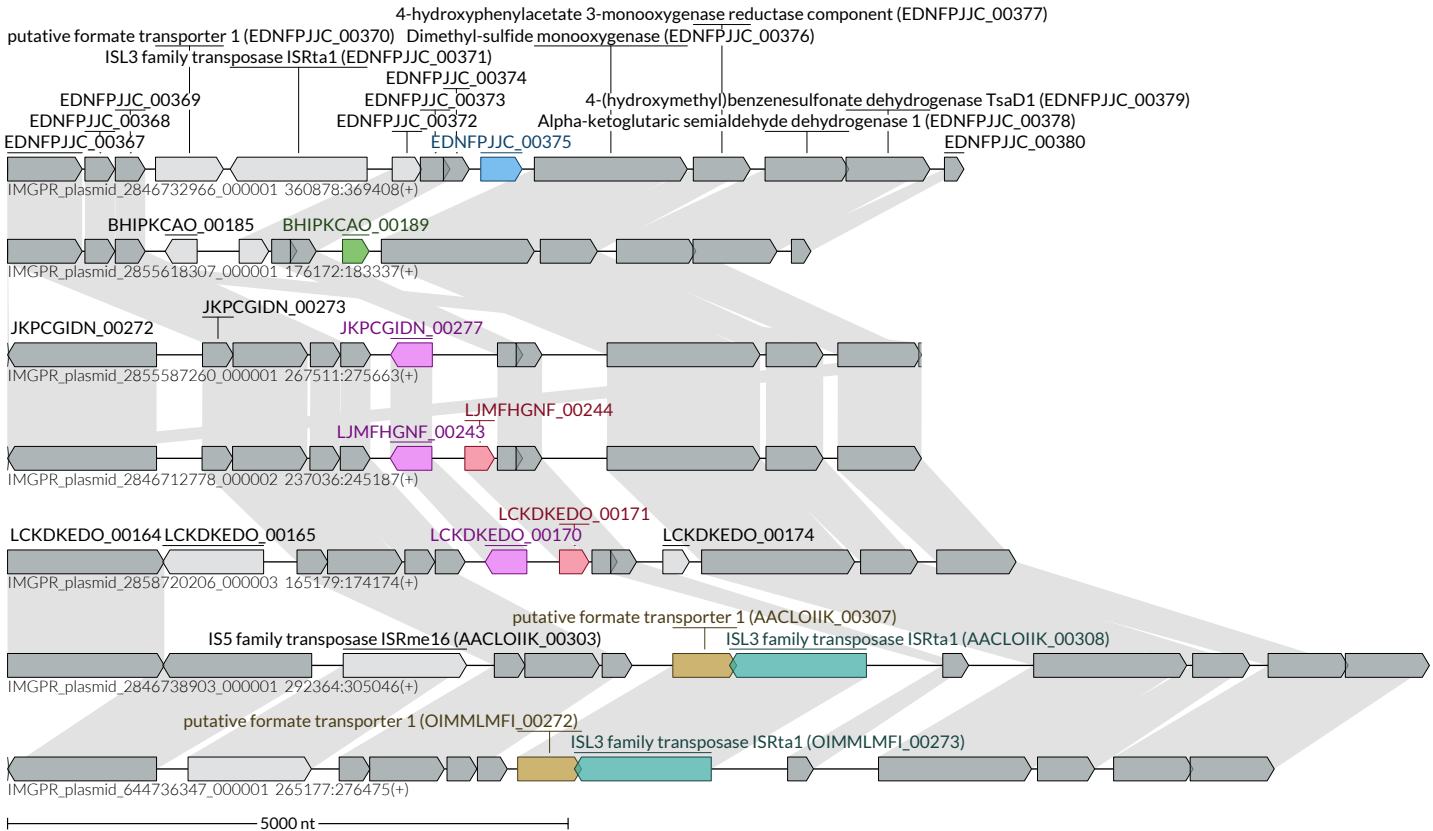 4-hydroxyphenylacetate 3-monooxygenase reductase component (EDNFPJJC_00377)
putative formate transporter 1 (EDNFPJJC_00370) Dimethyl-sulfide monooxygenase (EDNFPJJC_00376)
ISL3 family transposase ISRta1 (EDNFPJJC_00371)
EDNFPJJC_00374
EDNFPJJC_00369 EDNFPJJC_00373 4-(hydroxymethyl)benzenesulfonate dehydrogenase TsaD1 (EDNFPJJC_00379)
EDNFPJJC_00368 EDNFPJJC_00372 Alpha-ketoglutaric semialdehyde dehydrogenase 1 (EDNFPJJC_00378)
EDNFPJJC_00367 EDNFPJJC_00375 EDNFPJJC_00380
IMGPR_plasmid_2846732966_000001 360878:369408(+)
BHIPKCAO_00185 BHIPKCAO_00189
IMGPR_plasmid_2855618307_000001 176172:183337(+)
JKPCGIDN_00273
JKPCGIDN_00272 JKPCGIDN_00277
IMGPR_plasmid_2855587260_000001 267511:275663(+)
LJMFHGNF_00244
LJMFHGNF_00243
IMGPR_plasmid_2846712778_000002 237036:245187(+)
LCKDKEDO_00171
LCKDKEDO_00164 LCKDKEDO_00165 LCKDKEDO_00170 LCKDKEDO_00174
IMGPR_plasmid_2858720206_000003 165179:174174(+)
putative formate transporter 1 (AACLOIIK_00307)
IS5 family transposase ISRme16 (AACLOIIK_00303) ISL3 family transposase ISRta1 (AACLOIIK_00308)
IMGPR_plasmid_2846738903_000001 292364:305046(+)
putative formate transporter 1 (OIMMLMFI_00272)
ISL3 family transposase ISRta1 (OIMMLMFI_00273)
IMGPR_plasmid_644736347_000001 265177:276475(+)
5000 nt